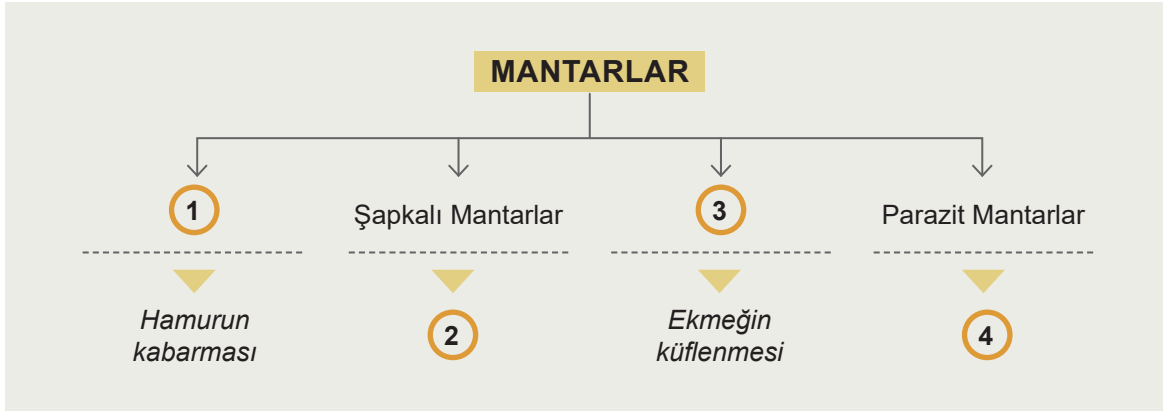 MANTARLAR
1
Şapkalı Mantarlar
3
Parazit Mantarlar
Hamurun
kabarması
2
Ekmeğin
küflenmesi
4